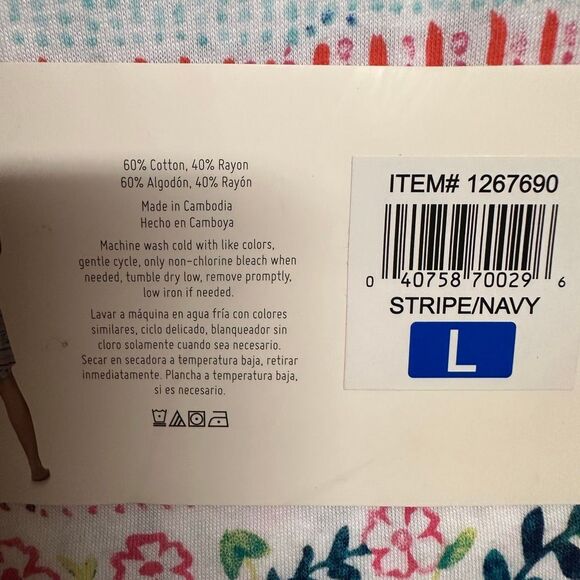 60% Cotton, 40% Rayon
60% Algodón, 40% Rayón
Made in Cambodia
Hecho en Camboya
Machine wash cold with like colors,
gentle cycle, only non-chlorine bleach when
needed, tumble dry low, remove promptly,
low iron if needed.
Lavar a máquina en agua fría con colores
similares, ciclo delicado, blanqueador sin
cloro solamente cuando sea necesario.
Secar en secadora a temperatura baja, retirar
inmediatamente. Plancha a temperatura baja,
si es necesario.
ITEM# 1267690
0 40758 70029 6
STRIPE/NAVY
L